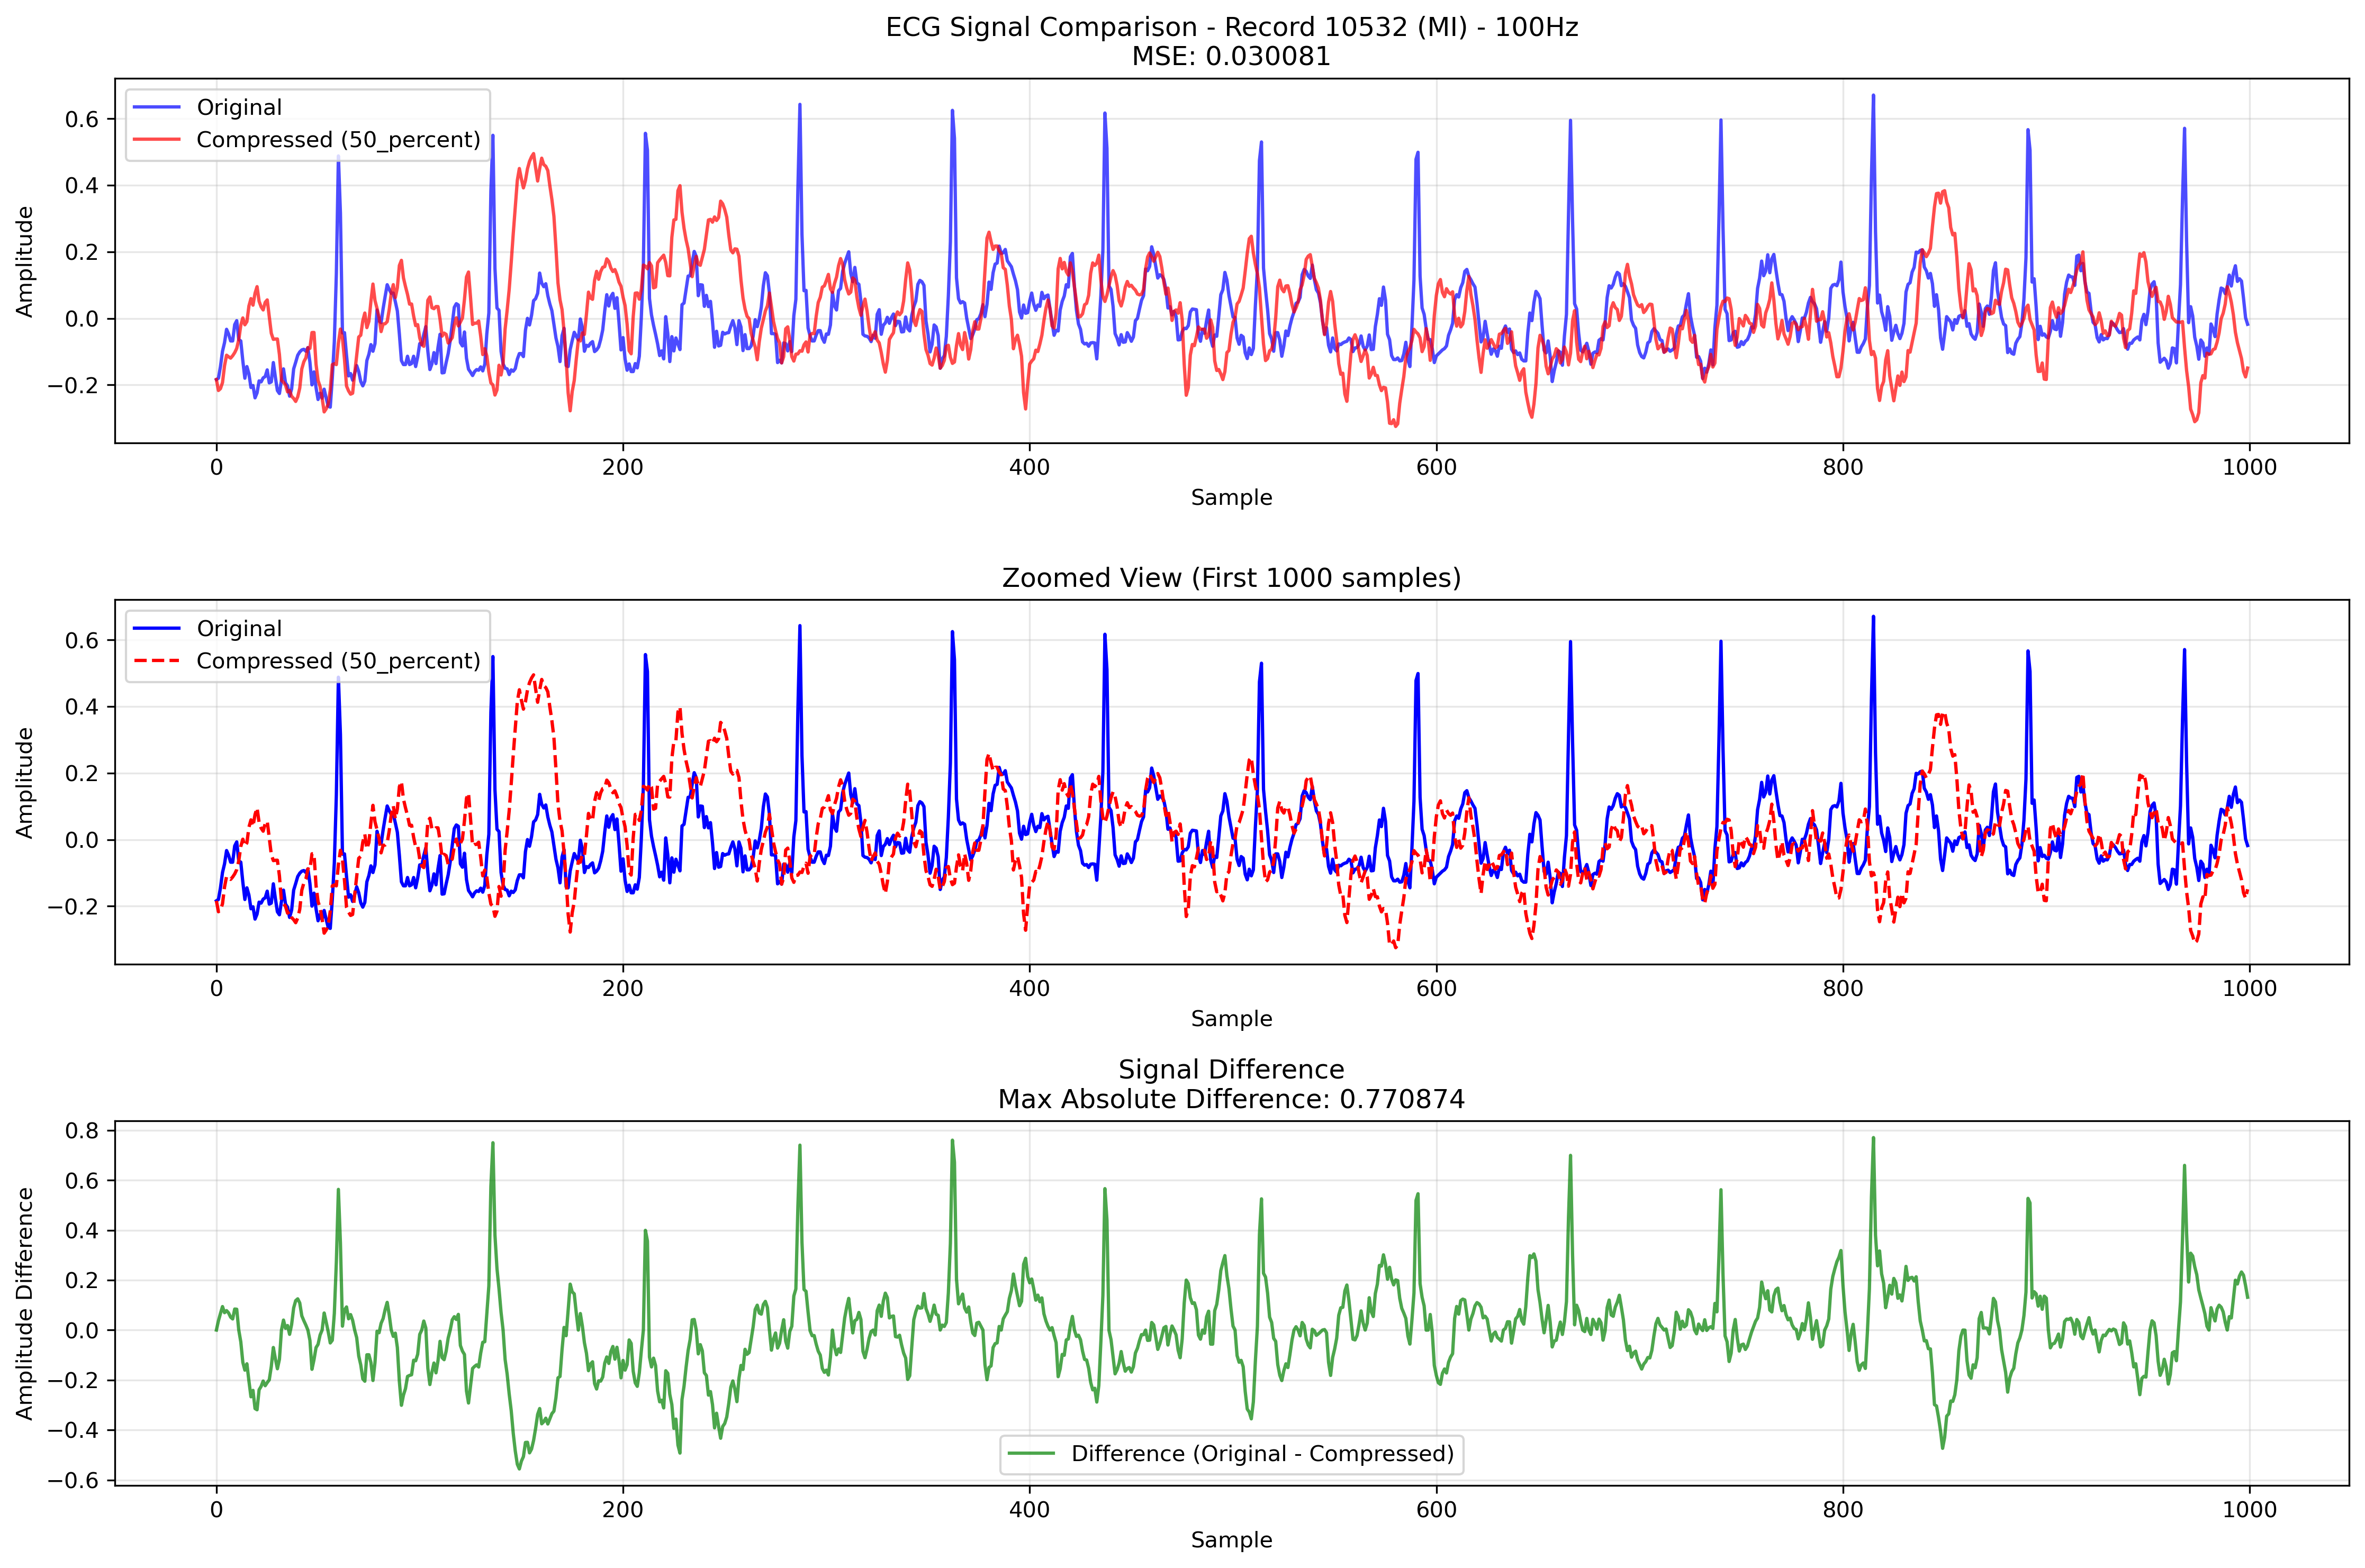 ECG Signal Comparison - Record 10532 (MI) - 100Hz
MSE: 0.030081
Original
Compressed (50_percent)
Amplitude
0.6
0.4
0.2
0.0
−0.2
0 200 400 600 800 1000
Sample
Zoomed View (First 1000 samples)
Original
Compressed (50_percent)
Amplitude
0.6
0.4
0.2
0.0
−0.2
0 200 400 600 800 1000
Sample
Signal Difference
Max Absolute Difference: 0.770874
Amplitude Difference
0.8
0.6
0.4
0.2
0.0
−0.2
−0.4
−0.6
Difference (Original - Compressed)
0 200 400 600 800 1000
Sample